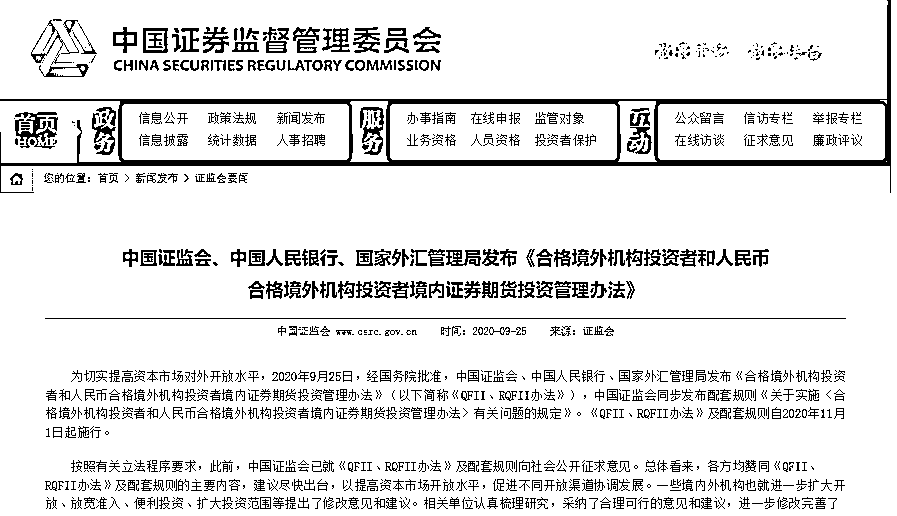 中国证券监督管理委员会
CHINA SECURITIES REGULATORY COMMISSION
首页
HOME
政务
信息公开 政策法规 新闻发布
信息披露 统计数据 人事招聘
服务
办事指南 在线申报 监管对象
业务资格 人员资格 投资者保护
互动
公众留言 信访专栏 举报专栏
在线访谈 征求意见 廉政评议
您的位置：首页 > 新闻发布 > 证监会要闻
中国证监会、中国人民银行、国家外汇管理局发布《合格境外机构投资者和人民币
合格境外机构投资者境内证券期货投资管理办法》
中国证监会 www.csrc.gov.cn 时间：2020-09-25 来源：证监会
为切实提高资本市场对外开放水平，2020年9月25日，经国务院批准，中国证监会、中国人民银行、国家外汇管理局发布《合格境外机构投资
者和人民币合格境外机构投资者境内证券期货投资管理办法》（以下简称《QFII、RQFII办法》），中国证监会同步发布配套规则《关于实施〈合
格境外机构投资者和人民币合格境外机构投资者境内证券期货投资管理办法〉有关问题的规定》。《QFII、RQFII办法》及配套规则自2020年11月
1日起施行。
按照有关立法程序要求，此前，中国证监会已就《QFII、RQFII办法》及配套规则向社会公开征求意见。总体看来，各方均赞同《QFII、
RQFII办法》及配套规则的主要内容，建议尽快出台，以提高资本市场开放水平，促进不同开放渠道协调发展。一些境内外机构也就进一步扩大开
放、放宽准入、便利投资、扩大投资范围等提出了修改意见和建议。相关单位认真梳理研究，采纳了合理可行的意见和建议，进一步修改完善了